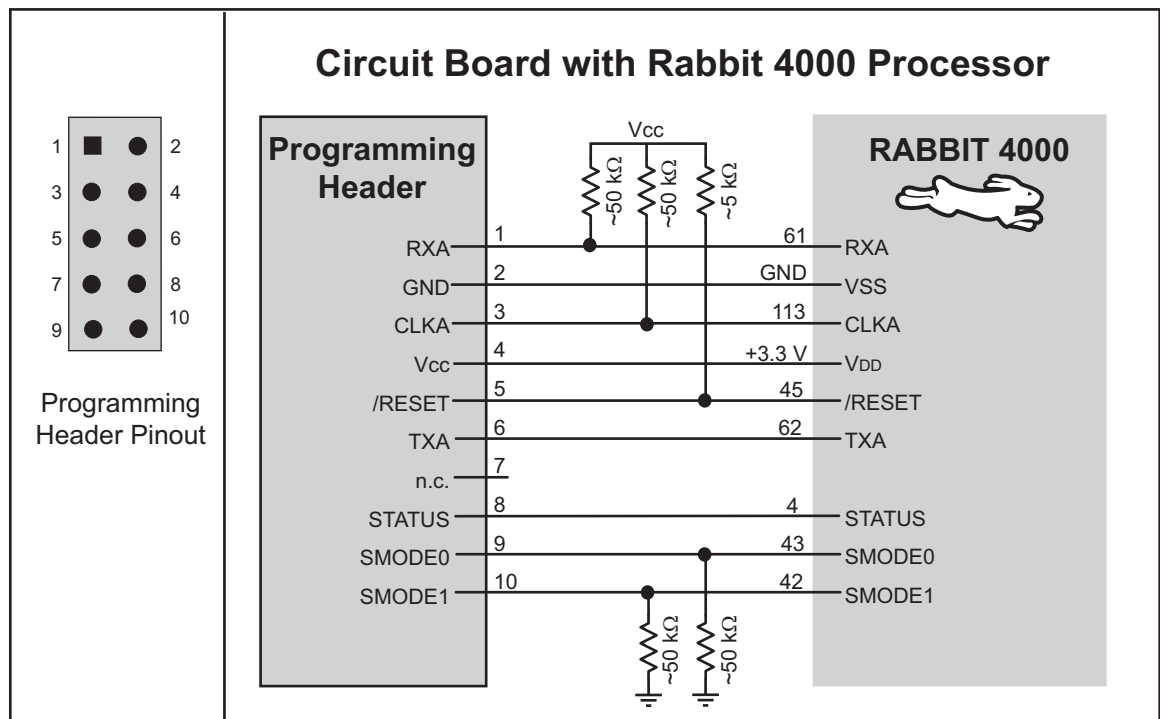 Circuit Board with Rabbit 4000 Processor
1 2
3 4
5 6
7 8
9 10
Programming
Header Pinout
Programming
Header
Vcc
~50 kΩ ~50 kΩ ~5 kΩ
RABBIT 4000
RXA 1 61 RXA
GND 2 GND VSS
CLKA 3 113 CLKA
Vcc 4 +3.3 V VDD
/RESET 5 45 /RESET
TXA 6 62 TXA
n.c. 7
STATUS 8 4 STATUS
SMODE0 9 43 SMODE0
SMODE1 10 42 SMODE1
~50 kΩ ~50 kΩ